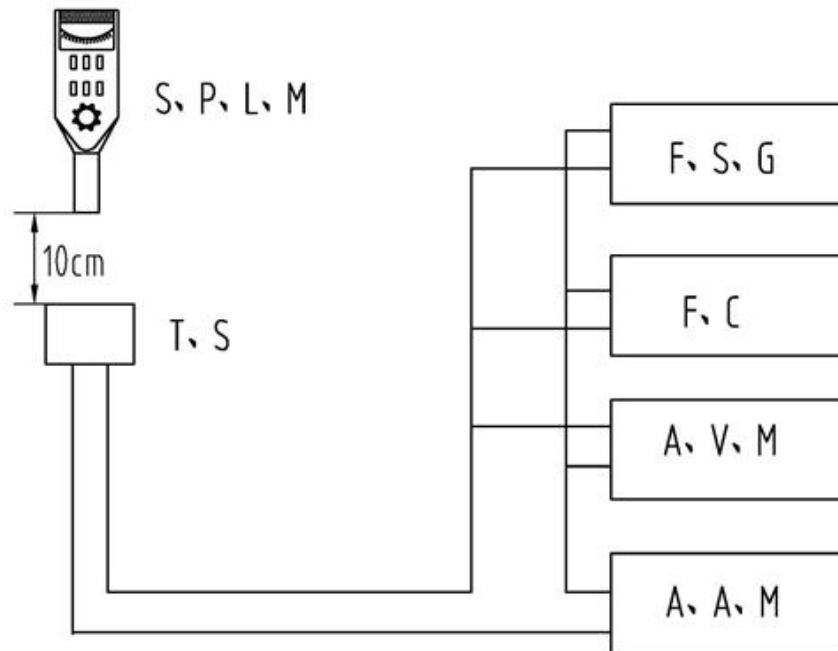 S、P、L、M
F、S、G
10cm
T、S
F、C
A、V、M
A、A、M